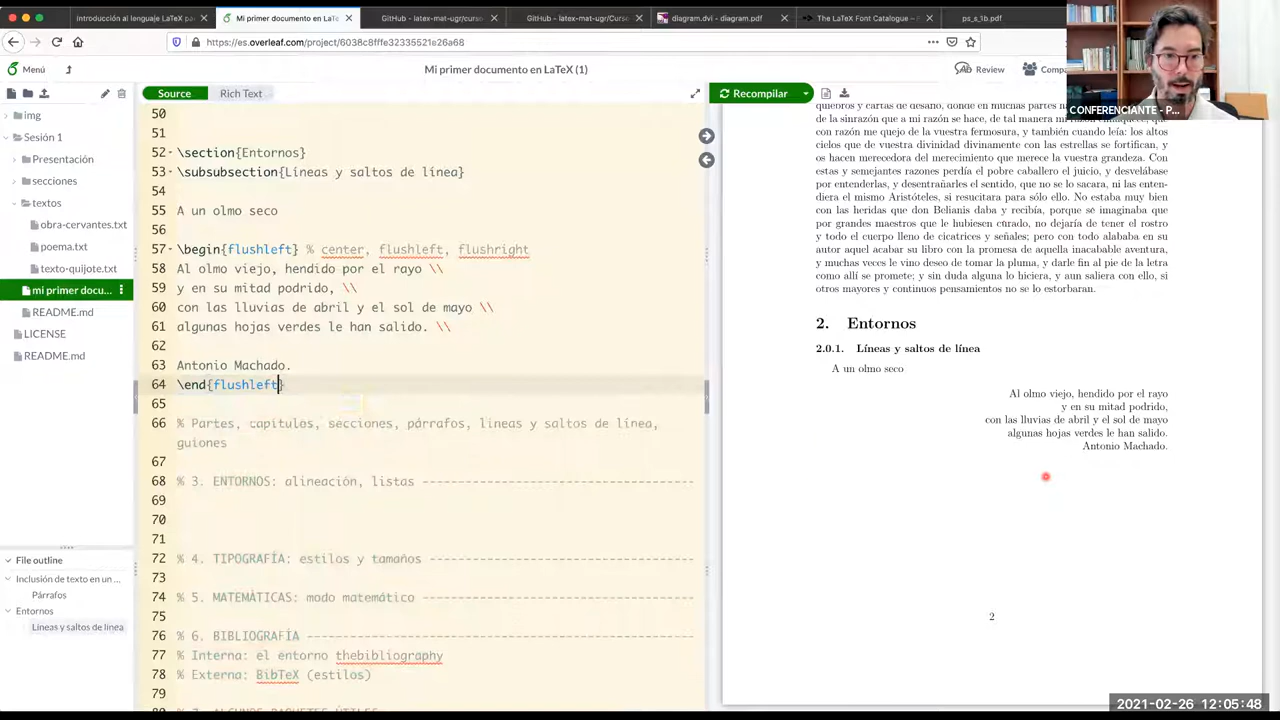 introducción al lenguaje LaTeX pa
Mi primer documento en LaTe
GitHub - latex-mat-ugr/curso
GitHub - latex-mat-ugr/Curso
diagram.dvi - diagram.pdf
The LaTeX Font Catalogue – F
ps_s_1b.pdf
https://es.overleaf.com/project/6038c8fffe32335521e26a68
Menú
Mi primer documento en LaTeX (1)
Review
Comp
CONFERENCIANTE - P...
Source
Rich Text
Recompilar
img
Sesión 1
Presentación
secciones
textos
obra-cervantes.txt
poema.txt
texto-quijote.txt
mi primer docu...
README.md
LICENSE
README.md
File outline
Inclusión de texto en un ...
Párrafos
Entornos
Líneas y saltos de línea
50
51
52 \section{Entornos}
53 \subsubsection{Líneas y saltos de línea}
54
55 A un olmo seco
56
57 \begin{flushleft} % center, flushleft, flushright
58 Al olmo viejo, hendido por el rayo \\
59 y en su mitad podrido, \\
60 con las lluvias de abril y el sol de mayo \\
61 algunas hojas verdes le han salido. \\
62
63 Antonio Machado.
64 \end{flushleft}
65
66 % Partes, capítulos, secciones, párrafos, líneas y saltos de línea,
guiones
67
68 % 3. ENTORNOS: alineación, listas --------------------------------------
69
70
71
72 % 4. TIPOGRAFÍA: estilos y tamaños -------------------------------------
73
74 % 5. MATEMÁTICAS: modo matemático --------------------------------------
75
76 % 6. BIBLIOGRAFÍA ------------------------------------------------------
77 % Interna: el entorno thebibliography
78 % Externa: BibTeX (estilos)
79
quiebros y cartas de desafío, donde en muchas partes
de la sinrazón que a mi razón se hace, de tal manera mi razón enflaquece, que
con razón me quejo de la vuestra fermosura, y también cuando leía: los altos
cielos que de vuestra divinidad divinamente con las estrellas se fortifican, y
os hacen merecedora del merecimiento que merece la vuestra grandeza. Con
estas y semejantes razones perdía el pobre caballero el juicio, y desvelábase
por entenderlas, y desentrañarles el sentido, que no se lo sacara, ni las enten-
diera el mismo Aristóteles, si resucitara para sólo ello. No estaba muy bien
con las heridas que don Belianis daba y recibía, porque se imaginaba que
por grandes maestros que le hubiesen curado, no dejaría de tener el rostro
y todo el cuerpo lleno de cicatrices y señales; pero con todo alababa en su
autor aquel acabar su libro con la promesa de aquella inacabable aventura,
y muchas veces le vino deseo de tomar la pluma, y darle fin al pie de la letra
como allí se promete; y sin duda alguna lo hiciera, y aun saliera con ello, si
otros mayores y continuos pensamientos no se lo estorbaran.
2. Entornos
2.0.1. Líneas y saltos de línea
A un olmo seco
Al olmo viejo, hendido por el rayo
y en su mitad podrido,
con las lluvias de abril y el sol de mayo
algunas hojas verdes le han salido.
Antonio Machado.
2
2021-02-26 12:05:48